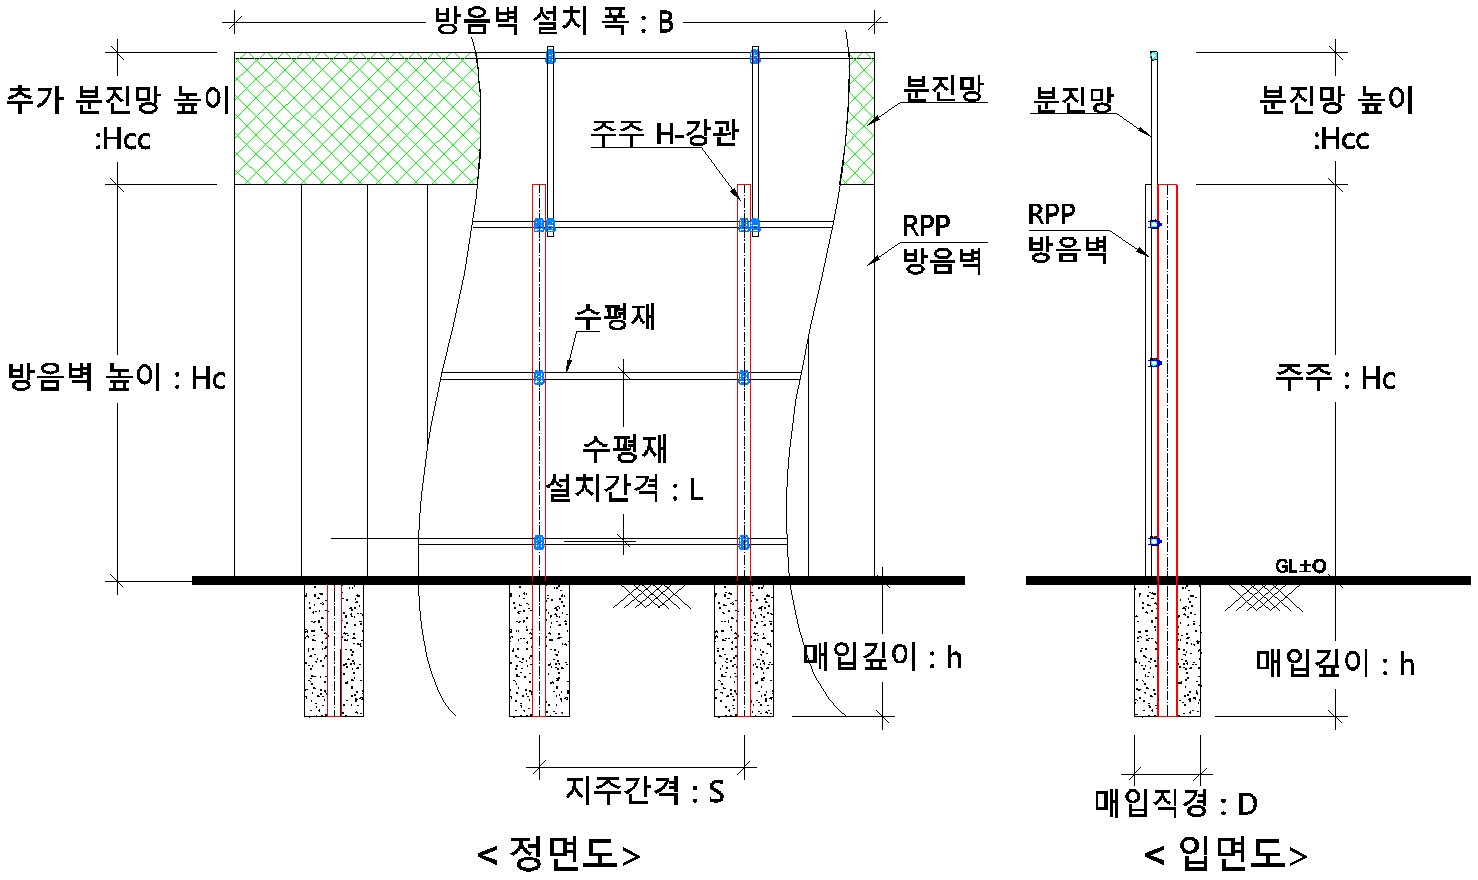 방음벽 설치 폭 : B
추가 분진망 높이
:Hcc
분진망
주주 H-강관
RPP
방음벽
수평재
방음벽 높이 : Hc
수평재
설치간격 : L
매입깊이 : h
지주간격 : S
< 정면도>
분진망
분진망 높이
:Hcc
RPP
방음벽
주주 : Hc
GL±O
매입깊이 : h
매입직경 : D
< 입면도>